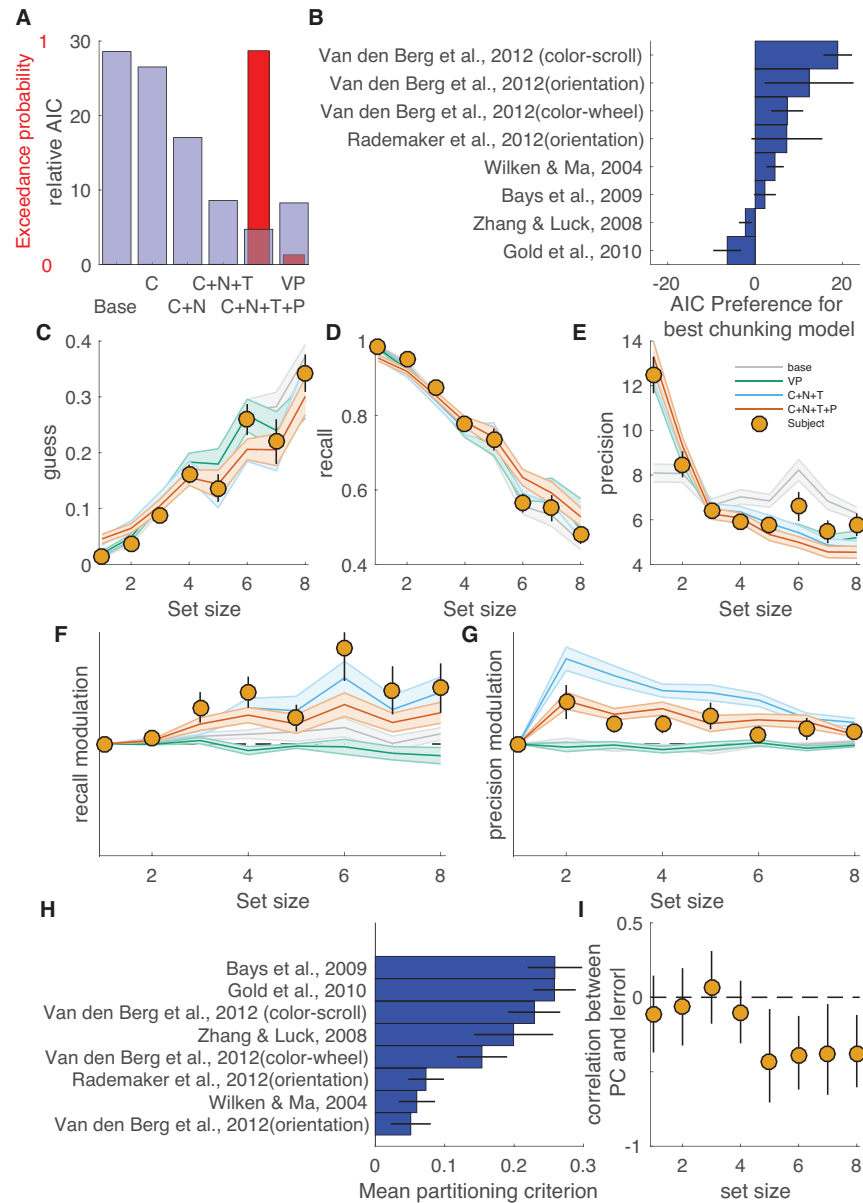 A
Exceedance probability
relative AIC
1
0
30
20
10
0
C
C+N+T
VP
Base
C+N
C+N+T+P
B
Van den Berg et al., 2012 (color-scroll)
Van den Berg et al., 2012(orientation)
Van den Berg et al., 2012(color-wheel)
Rademaker et al., 2012(orientation)
Wilken & Ma, 2004
Bays et al., 2009
Zhang & Luck, 2008
Gold et al., 2010
-20 0 20
AIC Preference for
best chunking model
C
guess
0.4
0.3
0.2
0.1
0
2 4 6 8
Set size
D
recall
1
0.8
0.6
0.4
2 4 6 8
Set size
E
precision
14
12
10
8
6
4
base
VP
C+N+T
C+N+T+P
Subject
2 4 6 8
Set size
F
recall modulation
2 4 6 8
Set size
G
precision modulation
2 4 6 8
Set size
H
Bays et al., 2009
Gold et al., 2010
Van den Berg et al., 2012 (color-scroll)
Zhang & Luck, 2008
Van den Berg et al., 2012(color-wheel)
Rademaker et al., 2012(orientation)
Wilken & Ma, 2004
Van den Berg et al., 2012(orientation)
0 0.1 0.2 0.3
Mean partitioning criterion
I
correlation between
PC and lerrorl
0.5
0
-1
2 4 6 8
set size